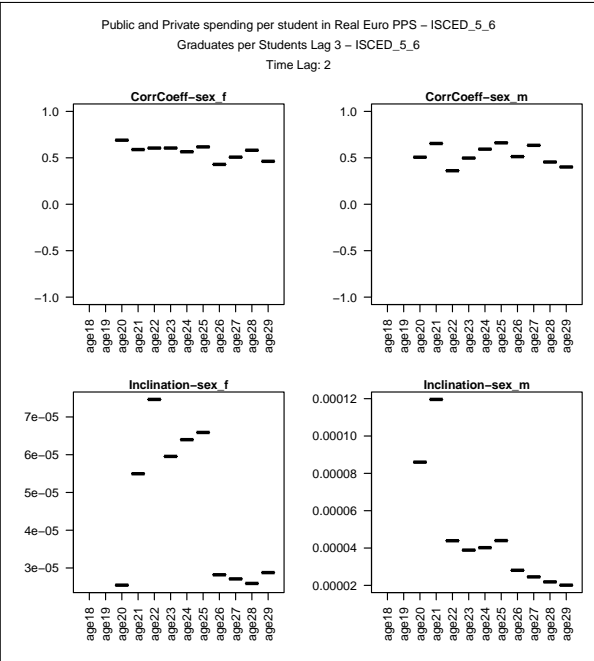 Public and Private spending per student in Real Euro PPS − ISCED_5_6
Graduates per Students Lag 3 − ISCED_5_6
Time Lag: 2
CorrCoeff−sex_f
1.0
0.5
0.0
−0.5
−1.0
age18 age19 age20 age21 age22 age23 age24 age25 age26 age27 age28 age29
CorrCoeff−sex_m
1.0
0.5
0.0
−0.5
−1.0
age18 age19 age20 age21 age22 age23 age24 age25 age26 age27 age28 age29
Inclination−sex_f
7e−05
6e−05
5e−05
4e−05
3e−05
age18 age19 age20 age21 age22 age23 age24 age25 age26 age27 age28 age29
Inclination−sex_m
0.00012
0.00010
0.00008
0.00006
0.00004
0.00002
age18 age19 age20 age21 age22 age23 age24 age25 age26 age27 age28 age29